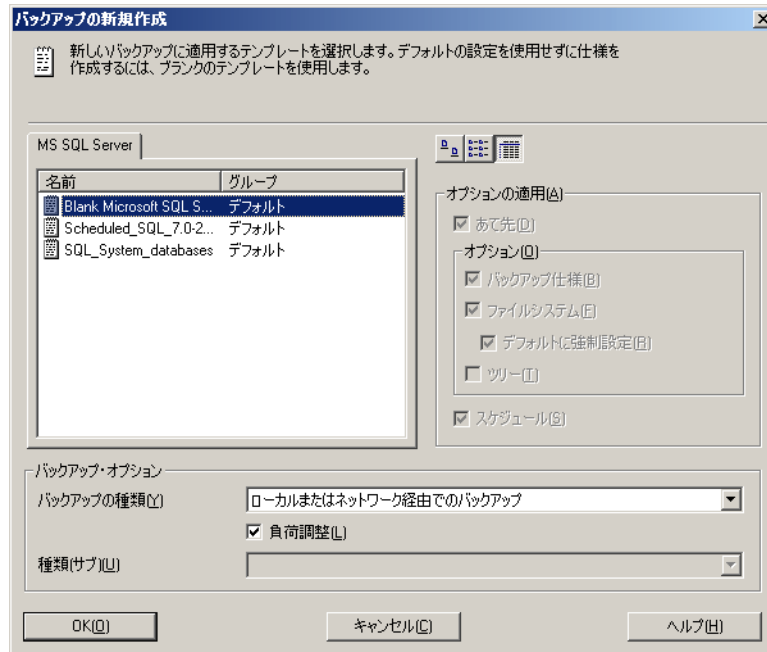 バックアップの新規作成
新しいバックアップに適用するテンプレートを選択します。デフォルトの設定を使用せずに仕様を
作成するには、ブランクのテンプレートを使用します。
MS SQL Server
名前 グループ
Blank Microsoft SQL S... デフォルト
Scheduled_SQL_7.0-2... デフォルト
SQL_System_databases デフォルト
オプションの適用(A)
あて先(D)
オプション(O)
バックアップ仕様(B)
ファイルシステム(F)
デフォルトに強制設定(R)
ツリー(T)
スケジュール(S)
バックアップ・オプション
バックアップの種類(Y) ローカルまたはネットワーク経由でのバックアップ
負荷調整(L)
種類(サブ)(U)
OK(O) キャンセル(C) ヘルプ(H)